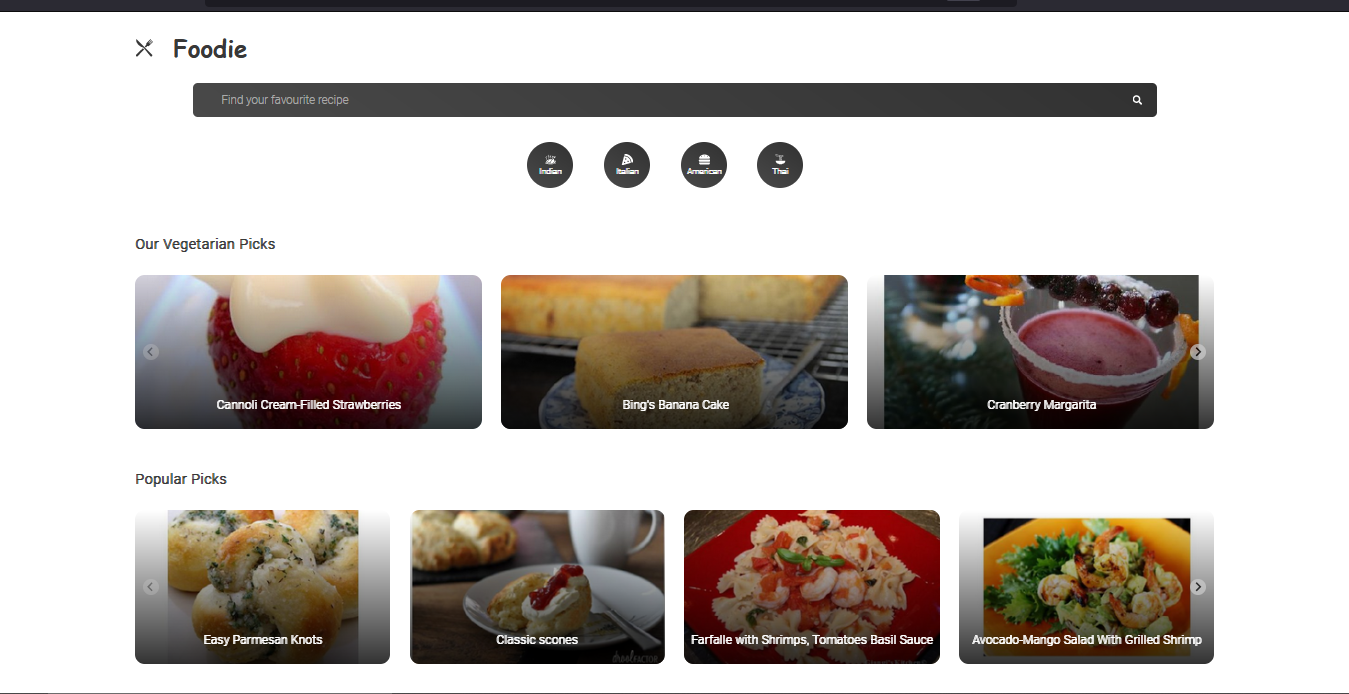 Foodie
Find your favourite recipe
Indian
Italian
American
Thai
Our Vegetarian Picks
Cannoli Cream-Filled Strawberries
Bing's Banana Cake
Cranberry Margarita
Popular Picks
Easy Parmesan Knots
Classic scones
Farfalle with Shrimps, Tomatoes Basil Sauce
Avocado-Mango Salad With Grilled Shrimp